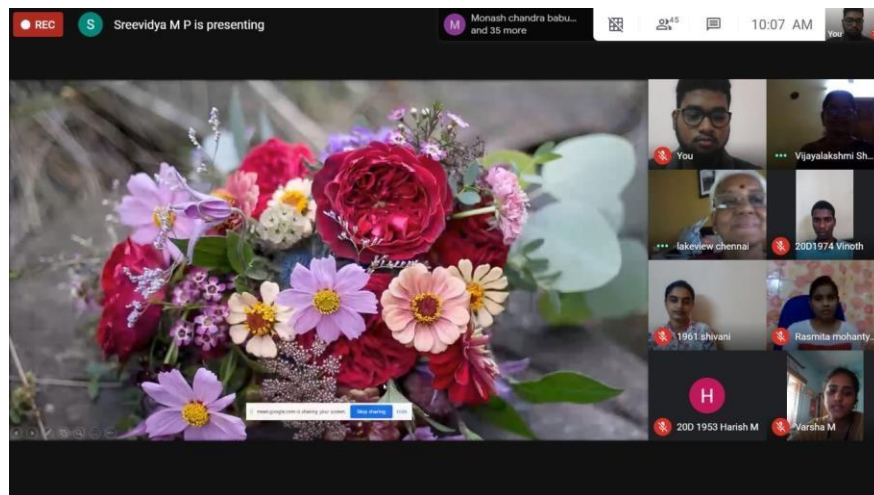 REC
S
Sreevidya M P is presenting
M
Monash chandra babu...
and 35 more
45
10:07 AM
You
You
Vijayalakshmi Sh...
lakeview chennai
20D1974 Vinoth
1961 shivani
Rasmita mohanty...
H
20D 1953 Harish M
Varsha M
meet.google.com is sharing your screen.
Stop sharing
Hide